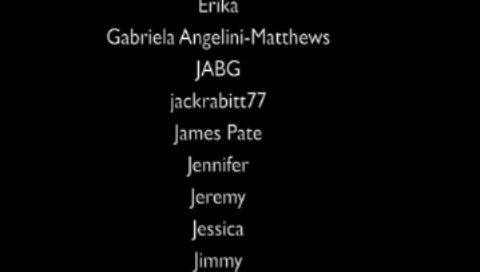 Erika
Gabriela Angelini-Matthews
JABG
jackrabitt77
James Pate
Jennifer
Jeremy
Jessica
Jimmy